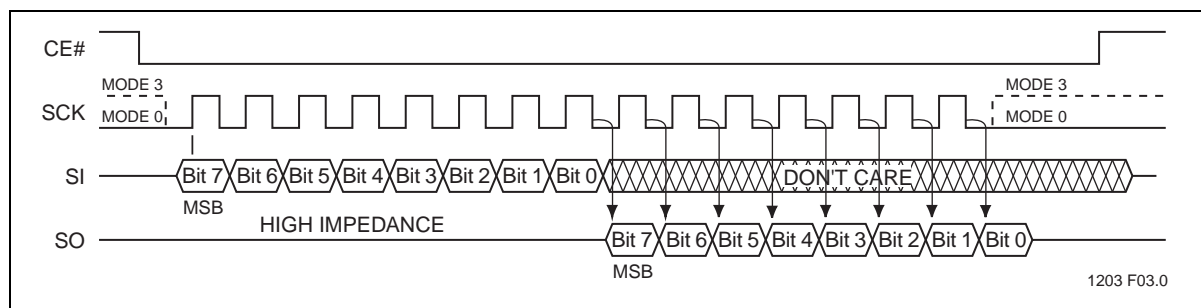 CE#
MODE 3
MODE 3
SCK
MODE 0
MODE 0
SI
Bit 7 Bit 6 Bit 5 Bit 4 Bit 3 Bit 2 Bit 1 Bit 0 DON'T CARE
MSB
HIGH IMPEDANCE
SO
Bit 7 Bit 6 Bit 5 Bit 4 Bit 3 Bit 2 Bit 1 Bit 0
MSB
1203 F03.0